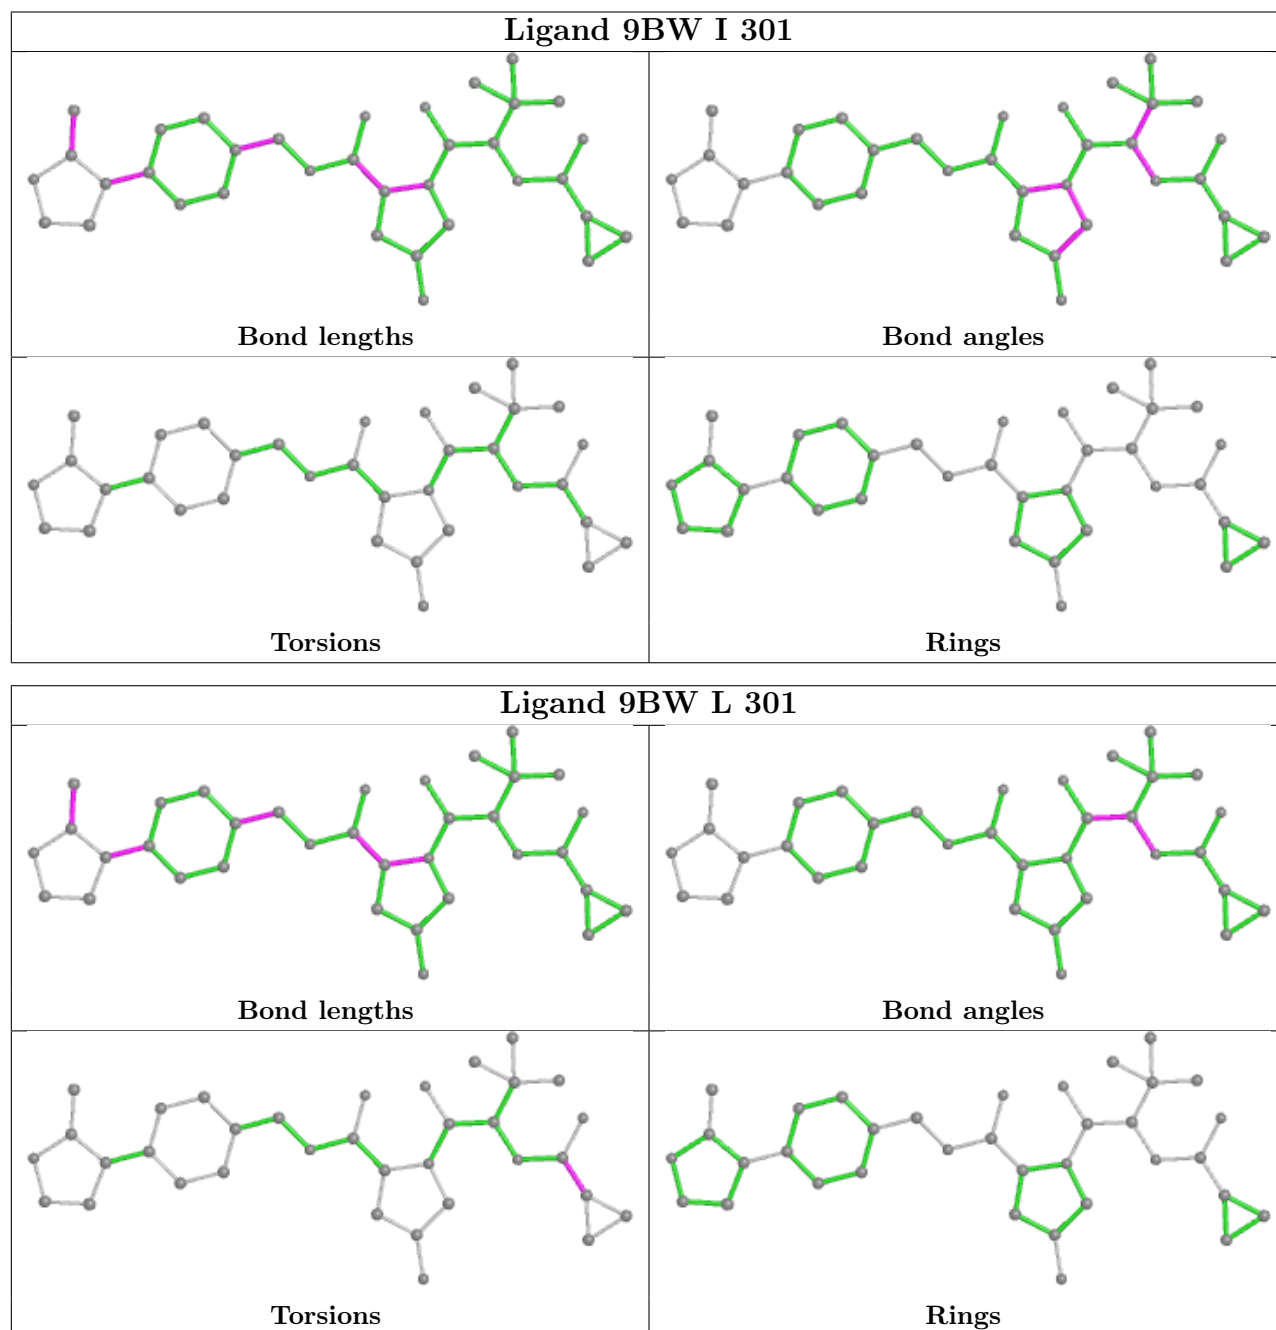 Ligand 9BW I 301
Bond lengths
Bond angles
Torsions
Rings
Ligand 9BW L 301
Bond lengths
Bond angles
Torsions
Rings